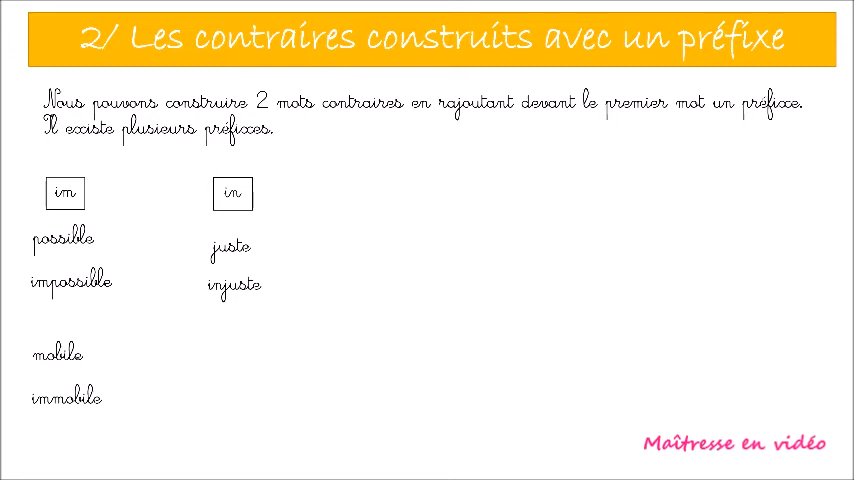 2/ Les contraires construits avec un préfixe
Nous pouvons construire 2 mots contraires en rajoutant devant le premier mot un préfixe.
Il existe plusieurs préfixes.
im
in
possible
juste
impossible
injuste
mobile
immobile
Maîtresse en vidéo